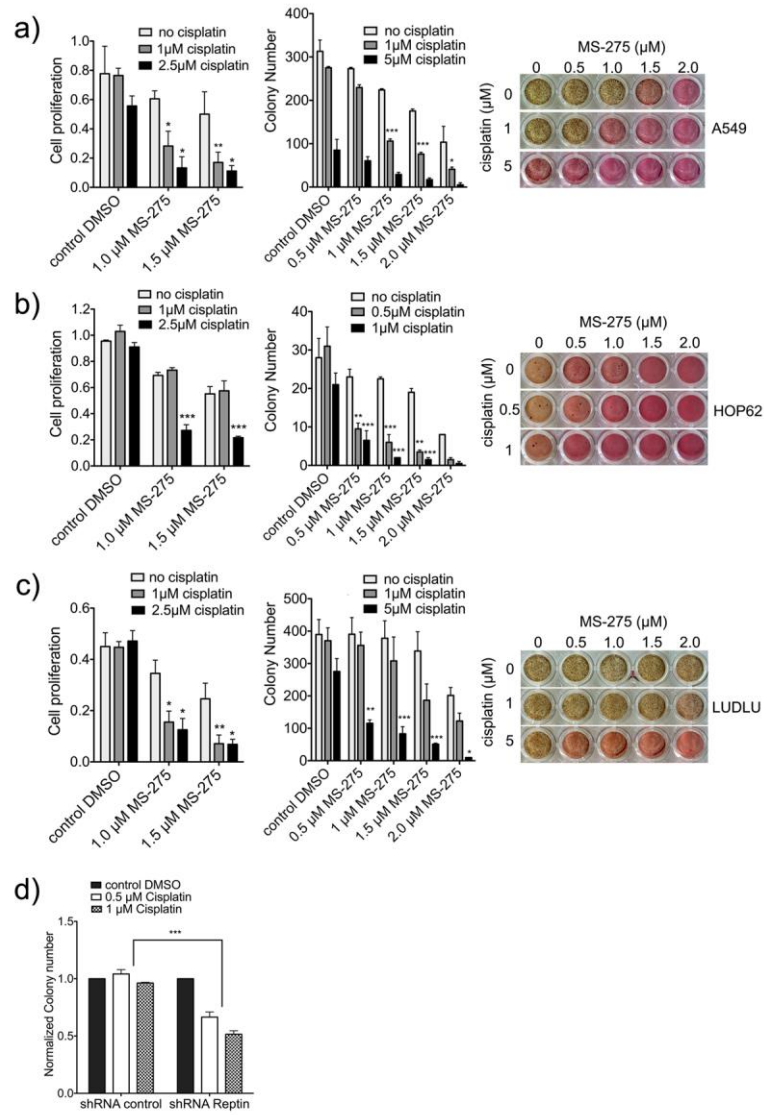 a)
no cisplatin
1μM cisplatin
2.5μM cisplatin
Cell proliferation
1.0
0.8
0.6
0.4
0.2
0.0
* * ** *
control DMSO
1.0 μM MS-275
1.5 μM MS-275
no cisplatin
1μM cisplatin
5μM cisplatin
Colony Number
400
300
200
100
0
*** *** *
control DMSO
0.5 μM MS-275
1 μM MS-275
1.5 μM MS-275
2.0 μM MS-275
MS-275 (μM)
0 0.5 1.0 1.5 2.0
cisplatin (μM)
0
1
5
A549
b)
no cisplatin
1μM cisplatin
2.5μM cisplatin
Cell proliferation
1.2
1.0
0.8
0.6
0.4
0.2
0.0
*** ***
control DMSO
1.0 μM MS-275
1.5 μM MS-275
no cisplatin
0.5μM cisplatin
1μM cisplatin
Colony Number
40
30
20
10
0
** *** *** *** ** ***
control DMSO
0.5 μM MS-275
1 μM MS-275
1.5 μM MS-275
2.0 μM MS-275
MS-275 (μM)
0 0.5 1.0 1.5 2.0
cisplatin (μM)
0
0.5
1
HOP62
c)
no cisplatin
1μM cisplatin
2.5μM cisplatin
Cell proliferation
0.6
0.4
0.2
0.0
* * ** *
control DMSO
1.0 μM MS-275
1.5 μM MS-275
no cisplatin
1μM cisplatin
5μM cisplatin
Colony Number
500
400
300
200
100
0
** *** *** *
control DMSO
0.5 μM MS-275
1 μM MS-275
1.5 μM MS-275
2.0 μM MS-275
MS-275 (μM)
0 0.5 1.0 1.5 2.0
cisplatin (μM)
0
1
5
LUDLU
d)
control DMSO
0.5 μM Cisplatin
1 μM Cisplatin
Normalized Colony number
1.5
1.0
0.5
0.0
***
shRNA control shRNA Reptin